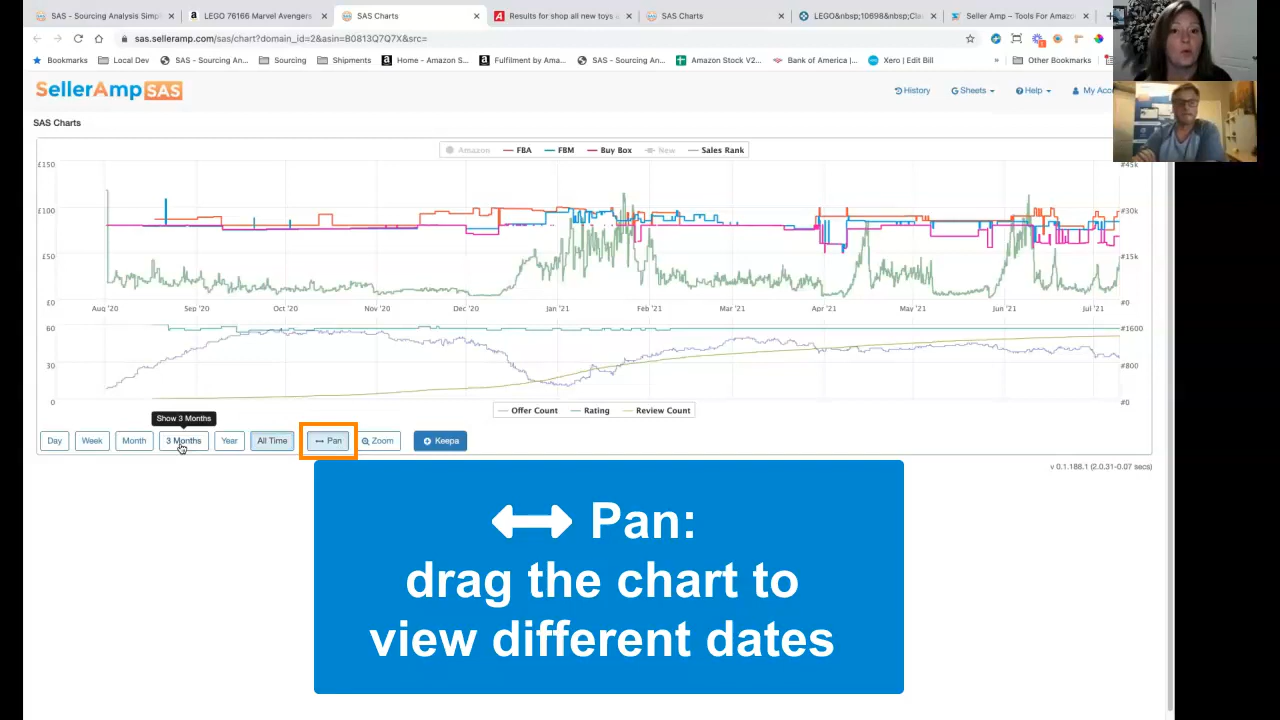 SAS - Sourcing Analysis Simpl
LEGO 76166 Marvel Avengers
SAS Charts
Results for shop all new toys a
SAS Charts
LEGO&nbsp;10698&nbsp;Cla
Seller Amp – Tools For Amazo
sas.selleramp.com/sas/chart?domain_id=2&asin=B0813Q7Q7X&src=
Bookmarks
Local Dev
SAS - Sourcing An...
Sourcing
Shipments
Home - Amazon S...
Fulfilment by Ama...
SAS - Sourcing An...
Amazon Stock V2...
Bank of America |...
Xero | Edit Bill
»
Other Bookmarks
SellerAmp SAS
History
Sheets
Help
My Acco
SAS Charts
Amazon FBA FBM Buy Box New Sales Rank
£150 #45k
£100 #30k
£50 #15k
£0 #0
Aug '20 Sep '20 Oct '20 Nov '20 Dec '20 Jan '21 Feb '21 Mar '21 Apr '21 May '21 Jun '21 Jul '21
60 #1600
30 #800
0 #0
Offer Count Rating Review Count
Show 3 Months
Day Week Month 3 Months Year All Time Pan Zoom Keepa
v 0.1.188.1 (2.0.31-0.07 secs)
Pan:
drag the chart to
view different dates